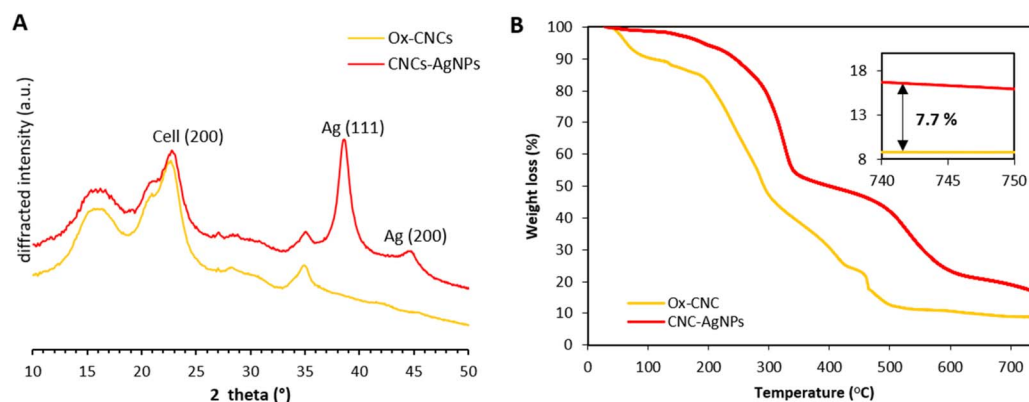 A
Ox-CNCs
CNCs-AgNPs
Cell (200)
Ag (111)
Ag (200)
diffracted intensity (a.u.)
10 15 20 25 30 35 40 45 50
2 theta (°)
B
Weight loss (%)
100
90
80
70
60
50
40
30
20
10
0
18
13
8
7.7 %
740 745 750
Ox-CNC
CNC-AgNPs
0 100 200 300 400 500 600 700
Temperature (°C)